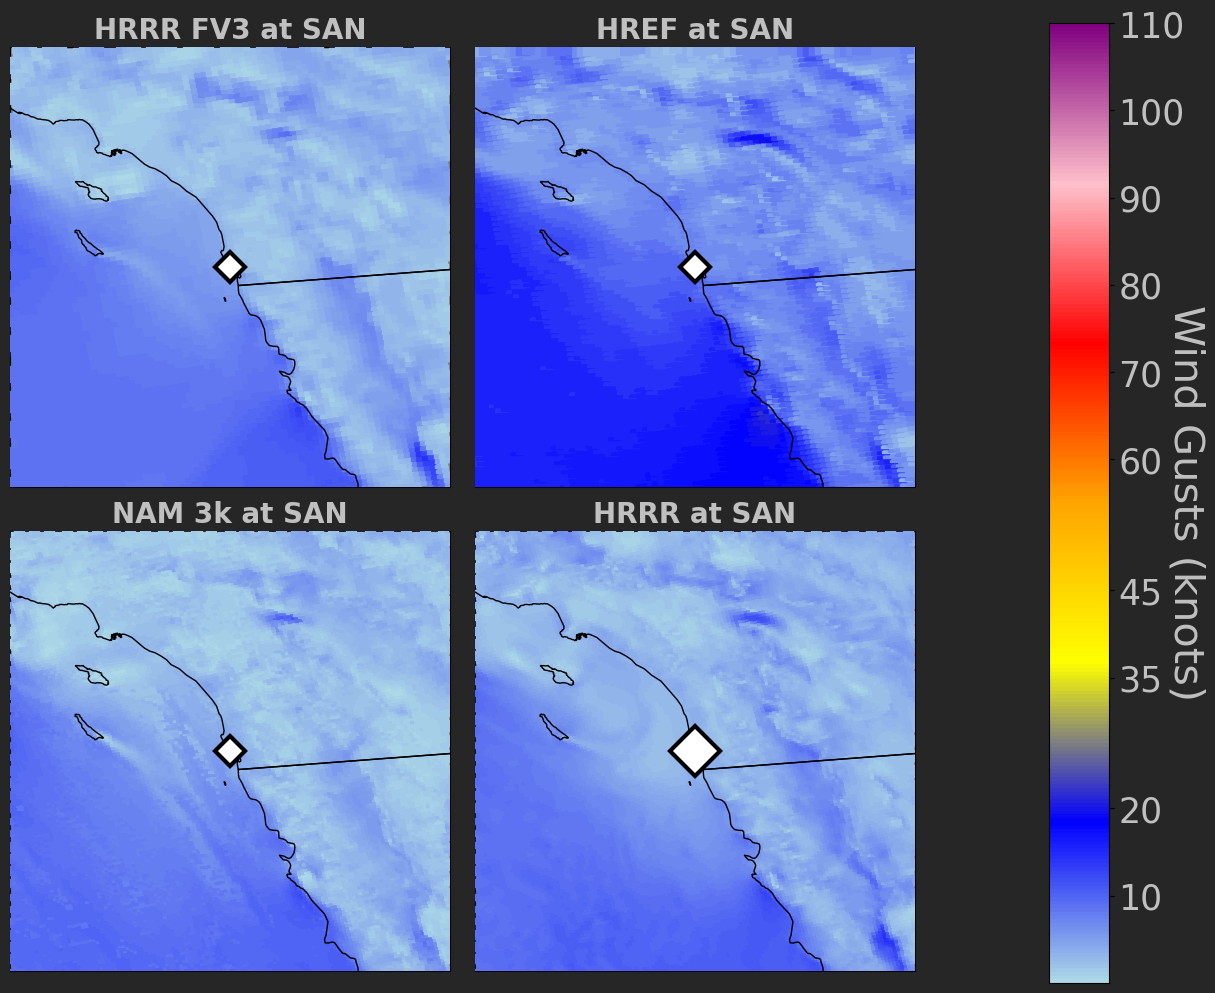 HRRR FV3 at SAN
HREF at SAN
NAM 3k at SAN
HRRR at SAN
110
100
90
80
70
60
45
35
20
10
Wind Gusts (knots)